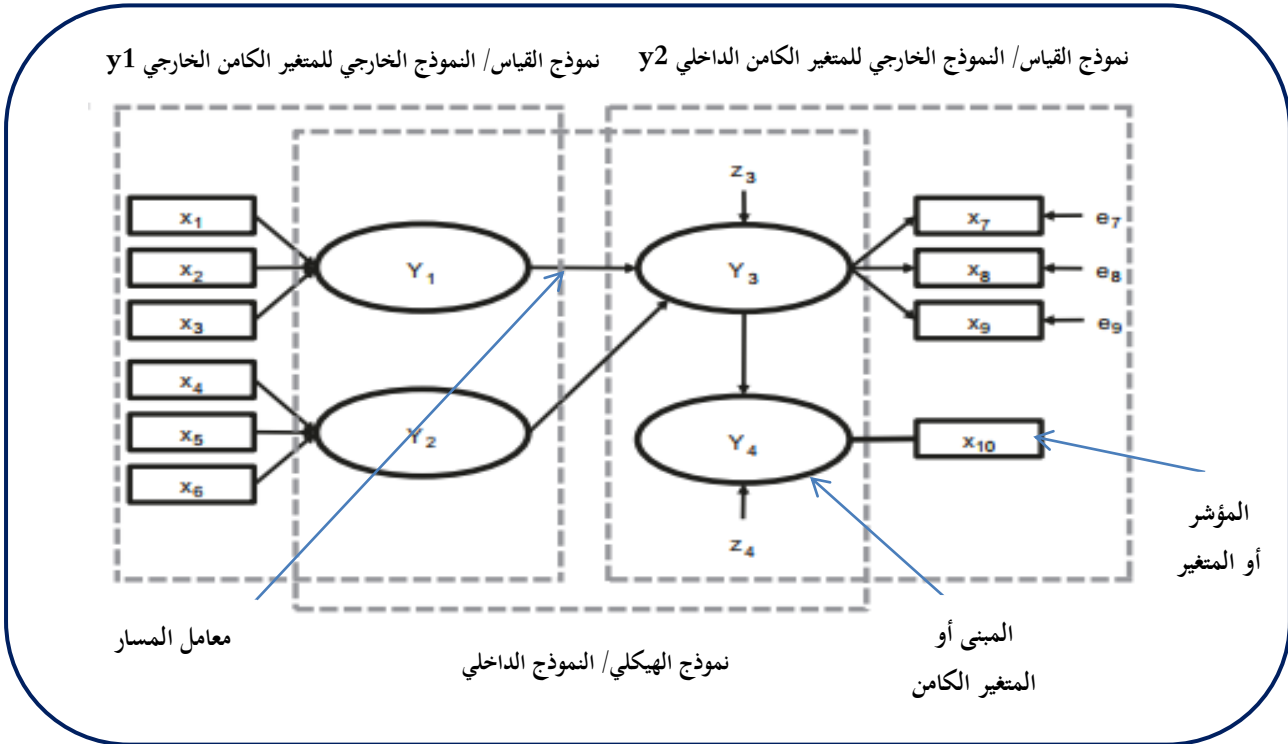 نموذج القياس/ النموذج الخارجي للمتغير الكامن الداخلي y2
نموذج القياس/ النموذج الخارجي للمتغير الكامن الخارجي y1
z3
x1
x2
x3
x4
x5
x6
Y1
Y2
Y3
Y4
x7
x8
x9
x10
e7
e8
e9
z4
المؤشر
أو المتغير
معامل المسار
المبنى أو
المتغير الكامن
نموذج الهيكلي/ النموذج الداخلي